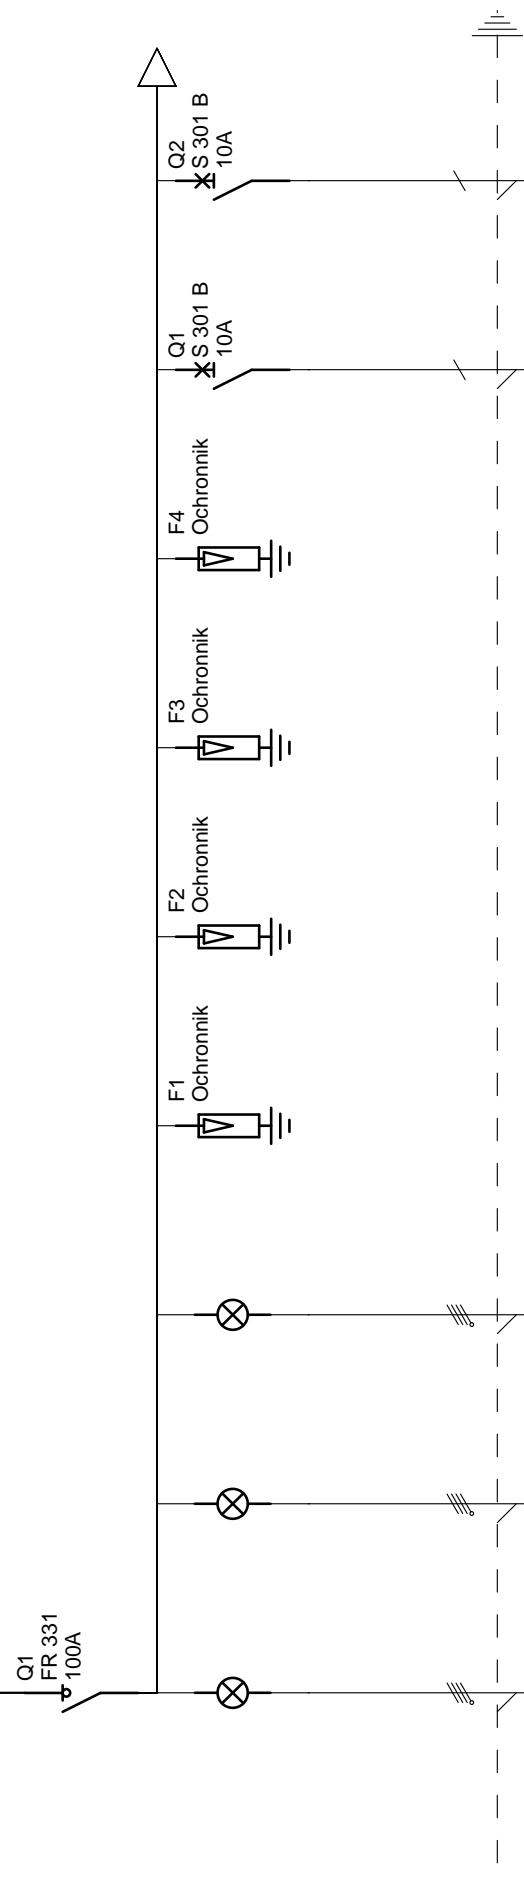 Q1
FR 331
100A
F1
Ochronnik
F2
Ochronnik
F3
Ochronnik
F4
Ochronnik
Q1
S 301 B
10A
Q2
S 301 B
10A